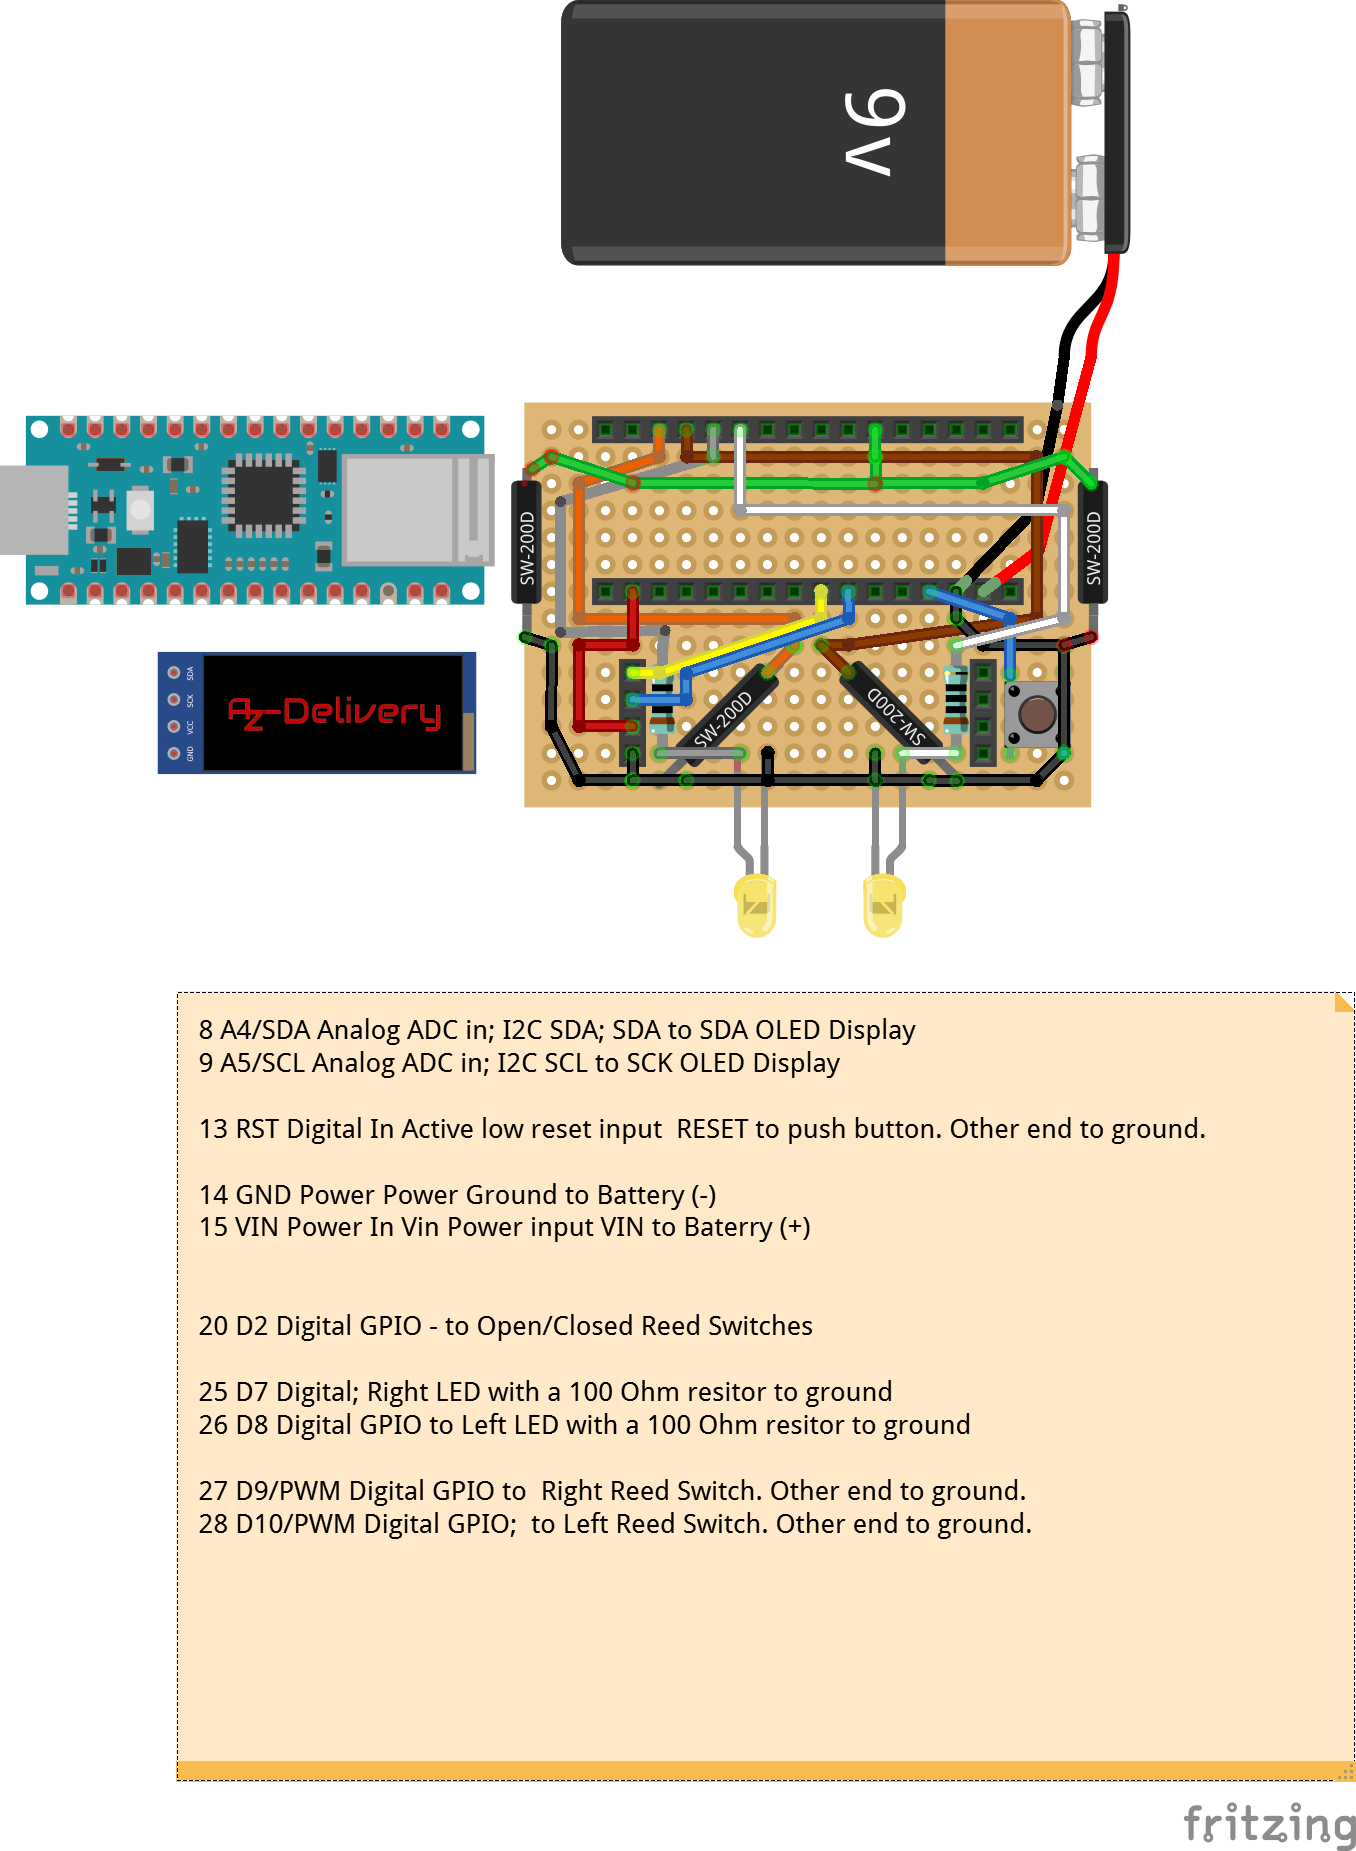 9v
SW-200D
SW-200D
SDA
SCK
VCC
GND
AZ-Delivery
SW-200D
SW-200D
8 A4/SDA Analog ADC in; I2C SDA; SDA to SDA OLED Display
9 A5/SCL Analog ADC in; I2C SCL to SCK OLED Display
13 RST Digital In Active low reset input  RESET to push button. Other end to ground.
14 GND Power Power Ground to Battery (-)
15 VIN Power In Vin Power input VIN to Baterry (+)
20 D2 Digital GPIO - to Open/Closed Reed Switches
25 D7 Digital; Right LED with a 100 Ohm resitor to ground
26 D8 Digital GPIO to Left LED with a 100 Ohm resitor to ground
27 D9/PWM Digital GPIO to  Right Reed Switch. Other end to ground.
28 D10/PWM Digital GPIO;  to Left Reed Switch. Other end to ground.
fritzing